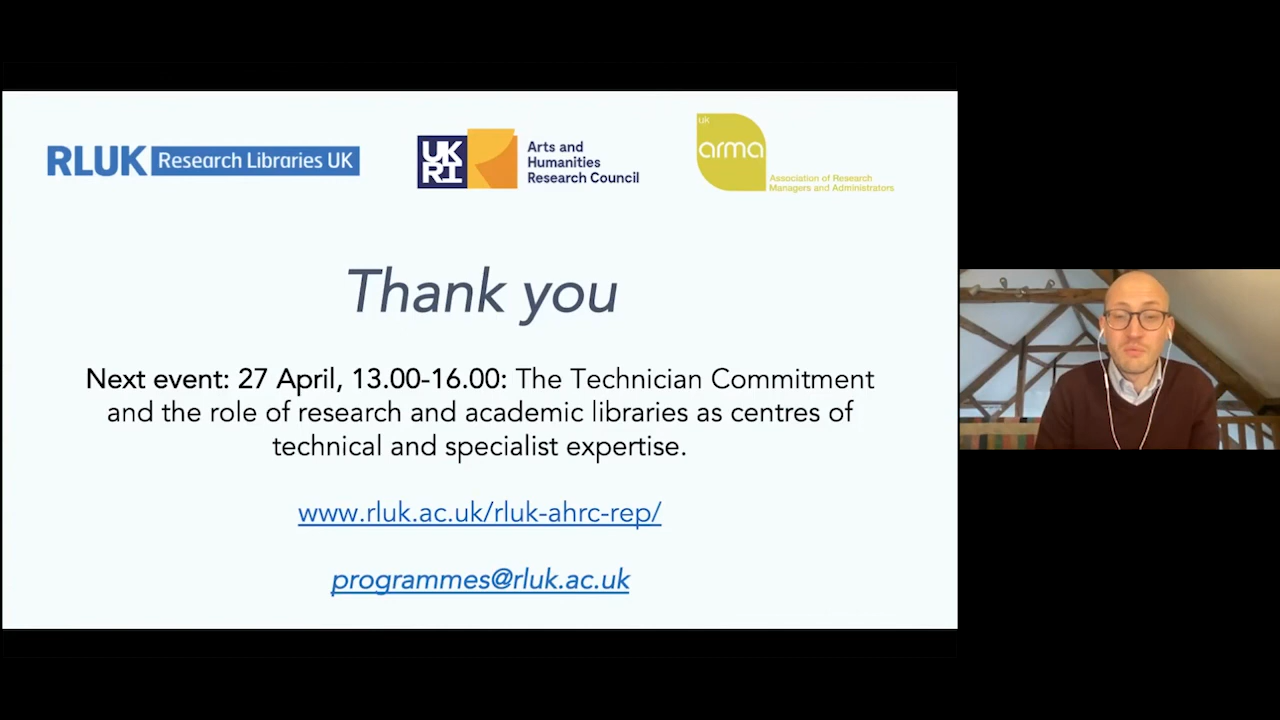 RLUK Research Libraries UK
UK
RI
Arts and
Humanities
Research Council
uk
arma
Association of Research
Managers and Administrators
Thank you
Next event: 27 April, 13.00-16.00: The Technician Commitment
and the role of research and academic libraries as centres of
technical and specialist expertise.
www.rluk.ac.uk/rluk-ahrc-rep/
programmes@rluk.ac.uk